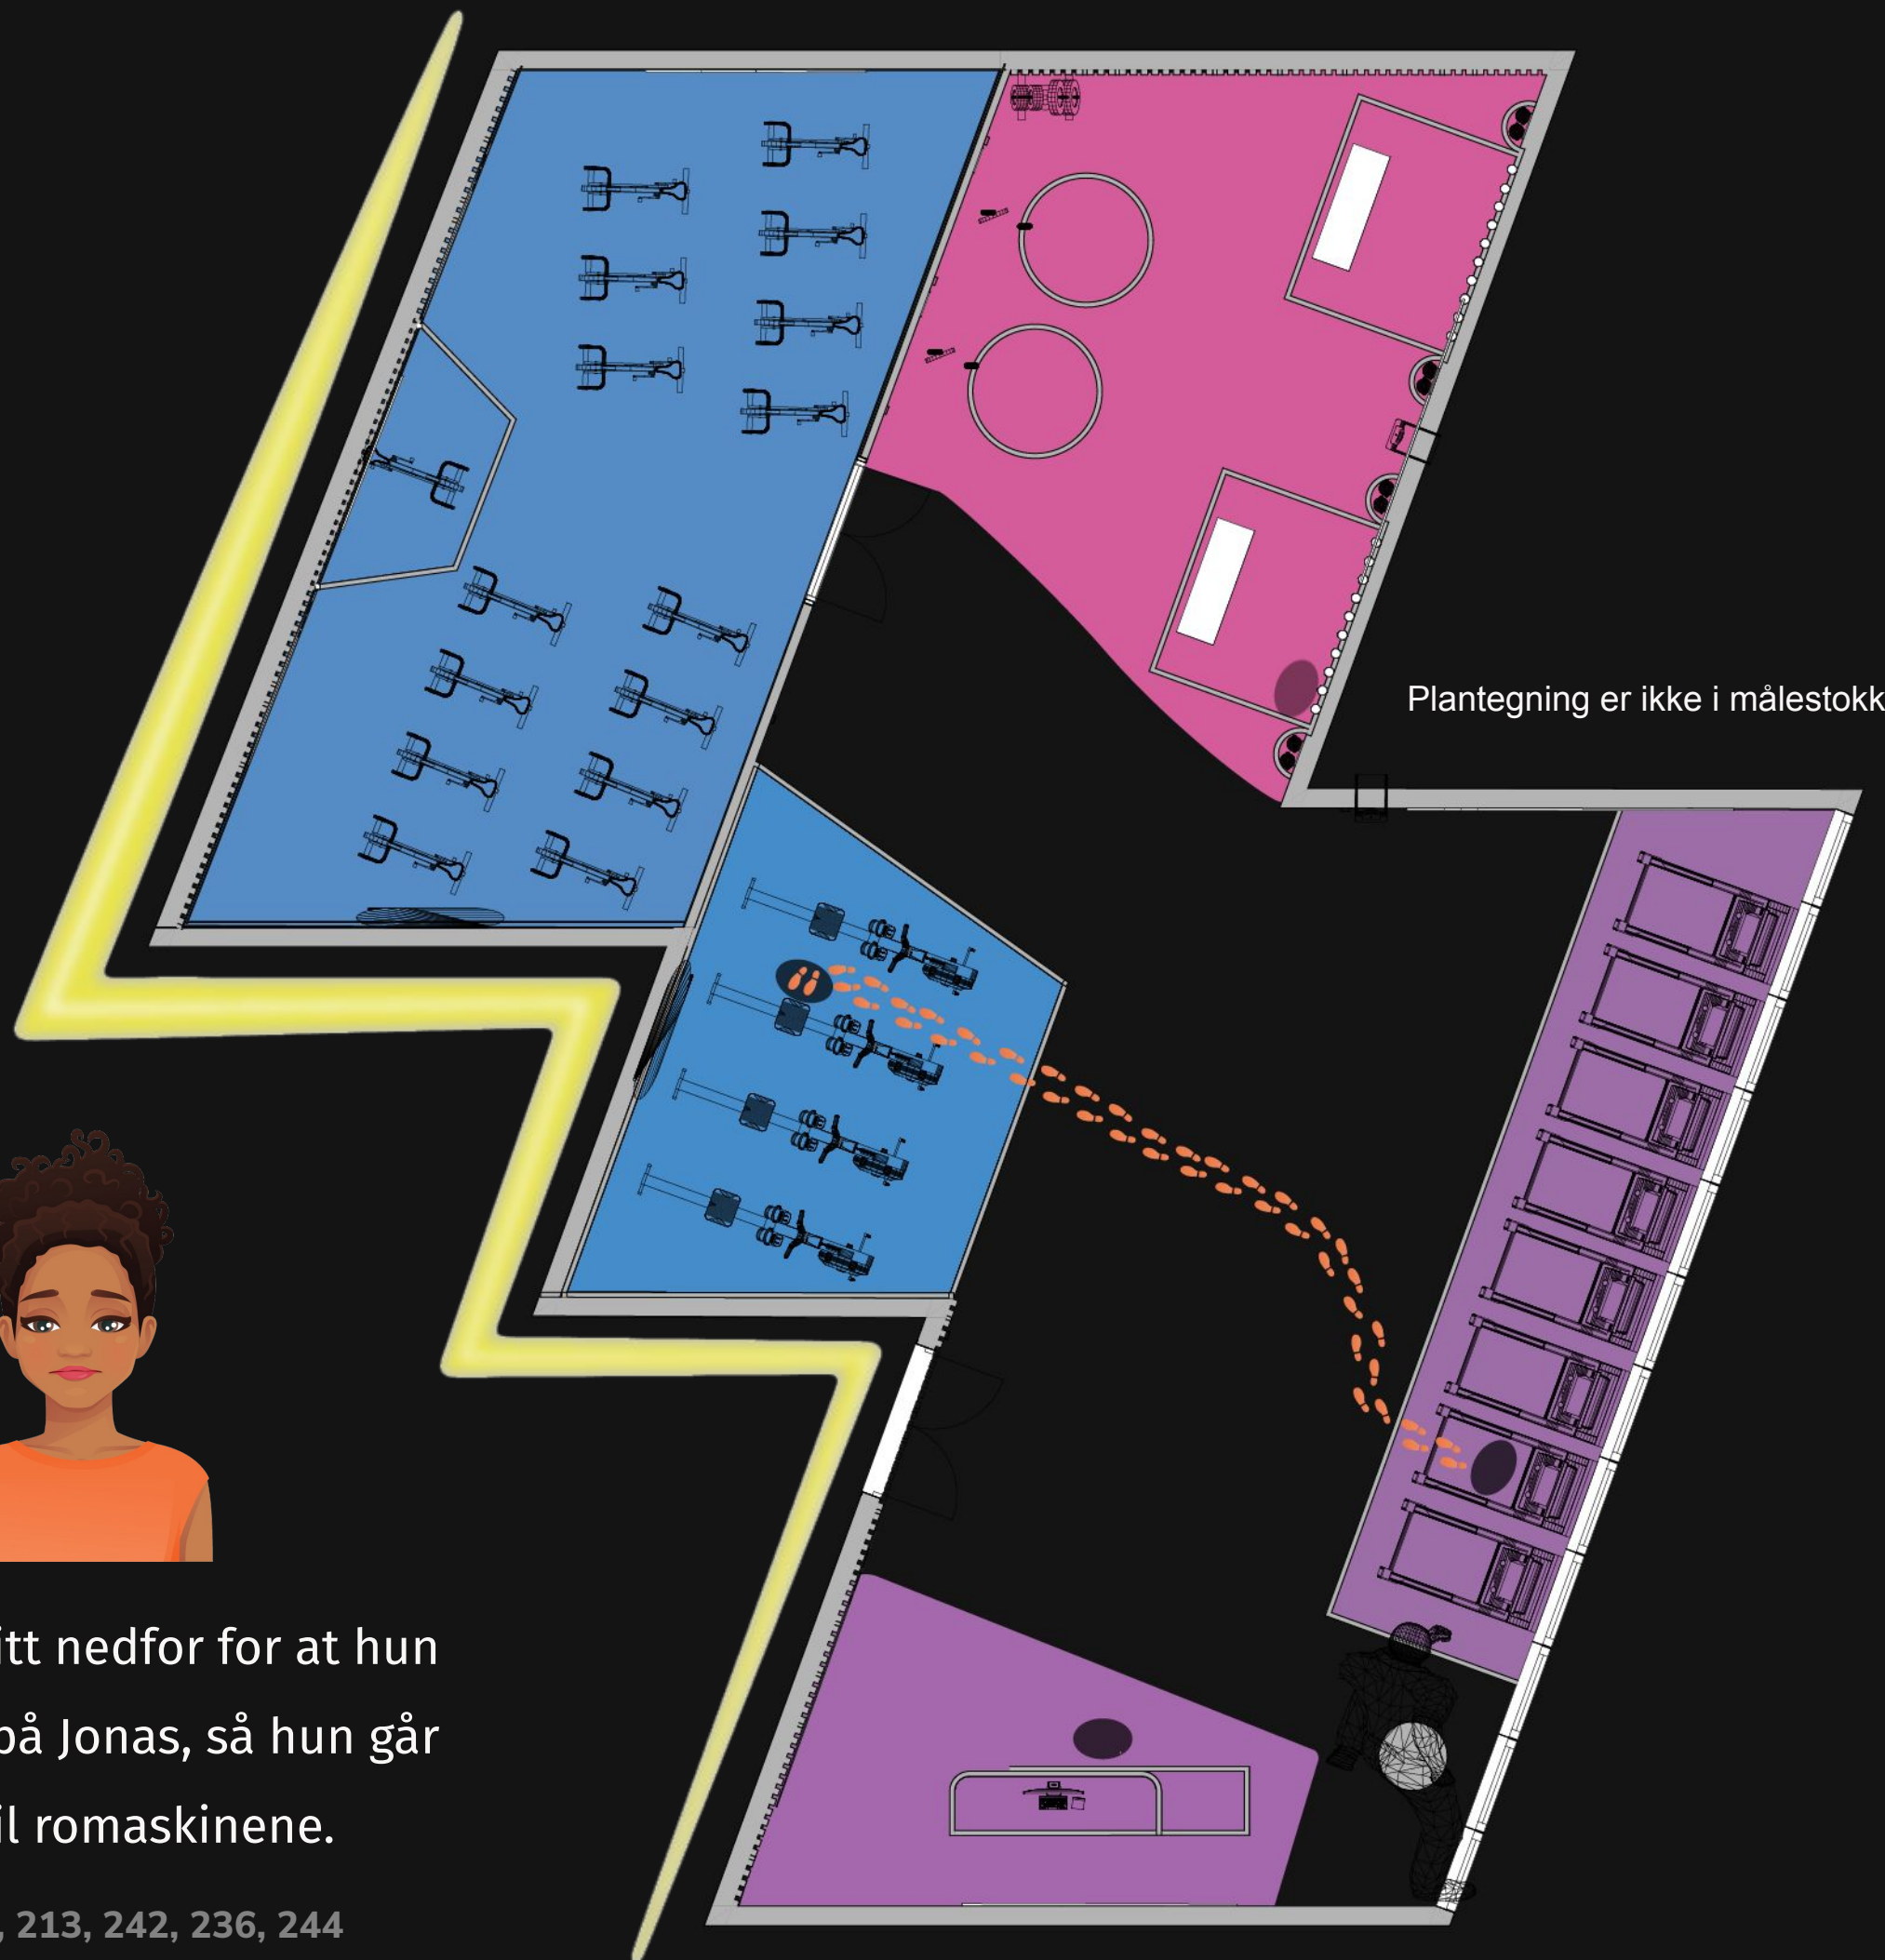 Plantegning er ikke i målestokk
itt nedfor for at hun
på Jonas, så hun går
il romaskinene.
, 213, 242, 236, 244